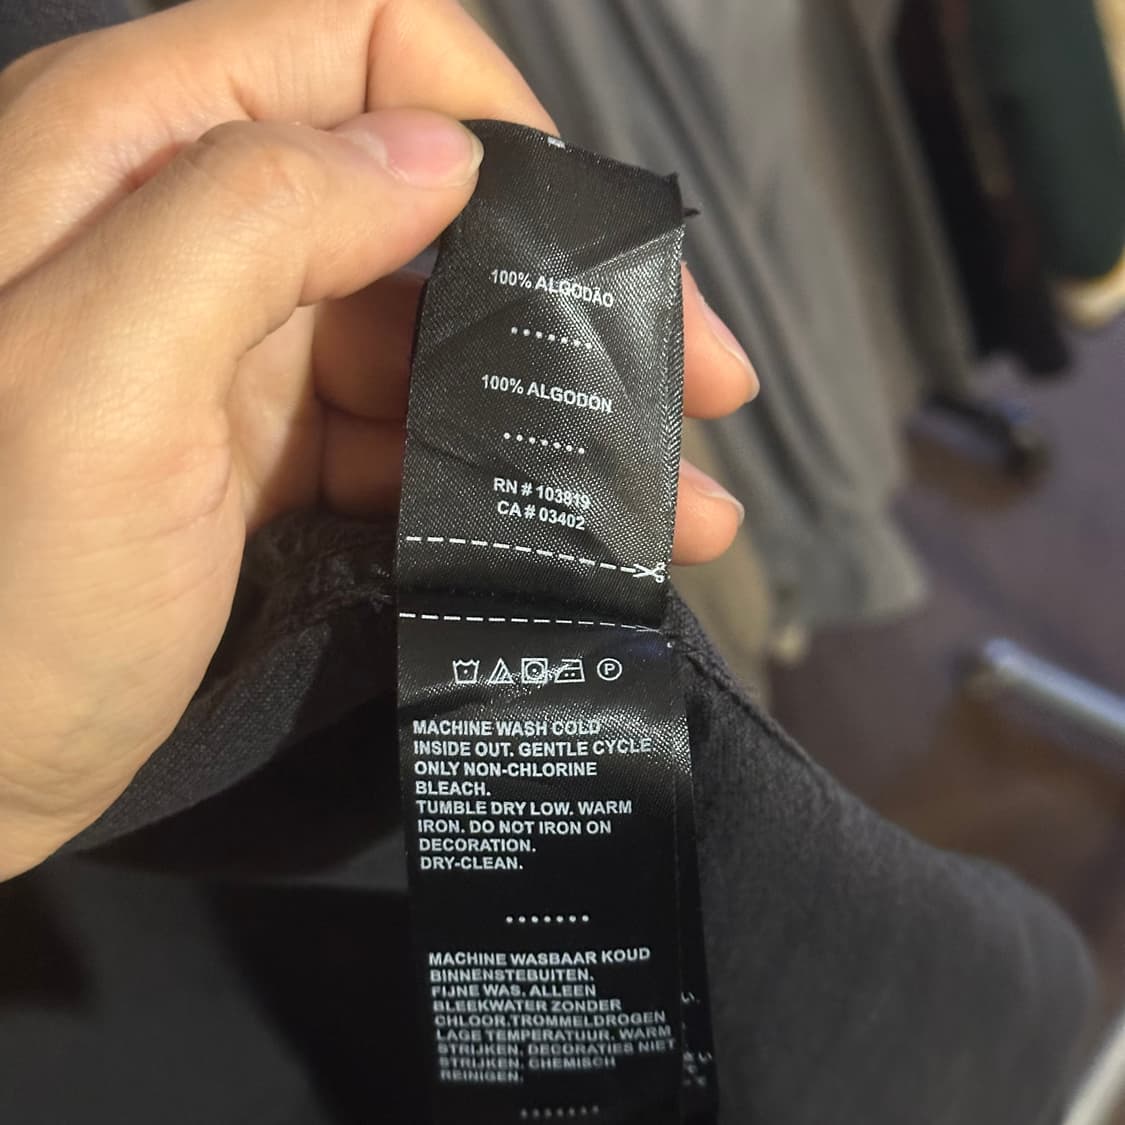 100% ALGODÃO
100% ALGODON
RN # 103819
CA # 03402
P
MACHINE WASH COLD
INSIDE OUT. GENTLE CYCLE
ONLY NON-CHLORINE
BLEACH.
TUMBLE DRY LOW. WARM
IRON. DO NOT IRON ON
DECORATION.
DRY-CLEAN.
MACHINE WASBAAR KOUD
BINNENSTEBUITEN.
FIJNE WAS. ALLEEN
BLEEKWATER ZONDER
CHLOOR.TROMMELDROGEN
LAGE TEMPERATUUR. WARM
STRIJKEN. DECORATIES NIET
STRIJKEN. CHEMISCH
REINIGEN.